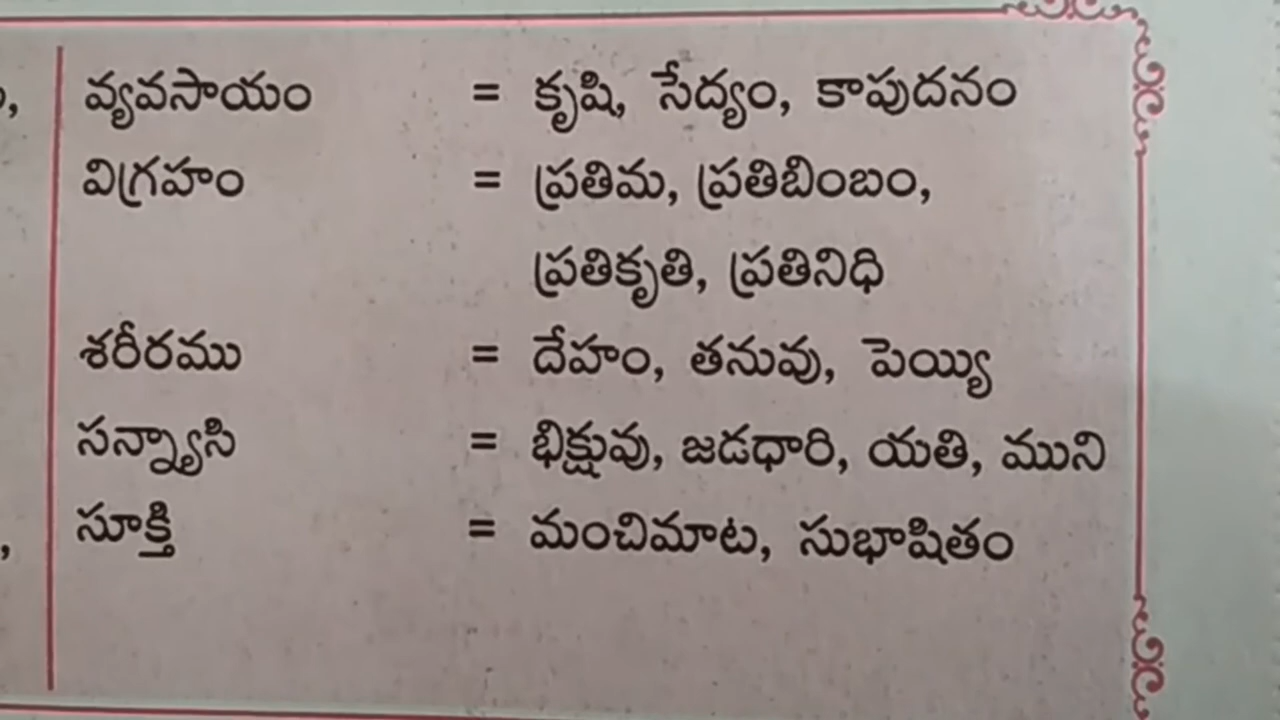 వ్యవసాయం = కృషి, సేద్యం, కాపుదనం
విగ్రహం = ప్రతిమ, ప్రతిబింబం,
ప్రతికృతి, ప్రతినిధి
శరీరము = దేహం, తనువు, పెయ్యి
సన్న్యాసి = భిక్షువు, జడధారి, యతి, ముని
సూక్తి = మంచిమాట, సుభాషితం